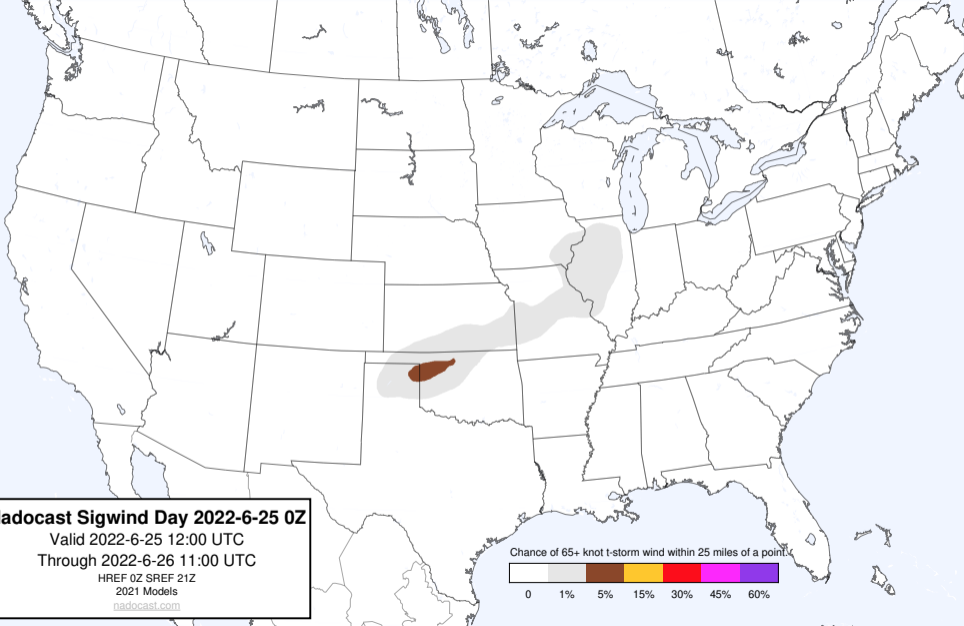 adocast Sigwind Day 2022-6-25 0Z
Valid 2022-6-25 12:00 UTC
Through 2022-6-26 11:00 UTC
HREF 0Z SREF 21Z
2021 Models
nadocast.com
Chance of 65+ knot t-storm wind within 25 miles of a point.
0 1% 5% 15% 30% 45% 60%